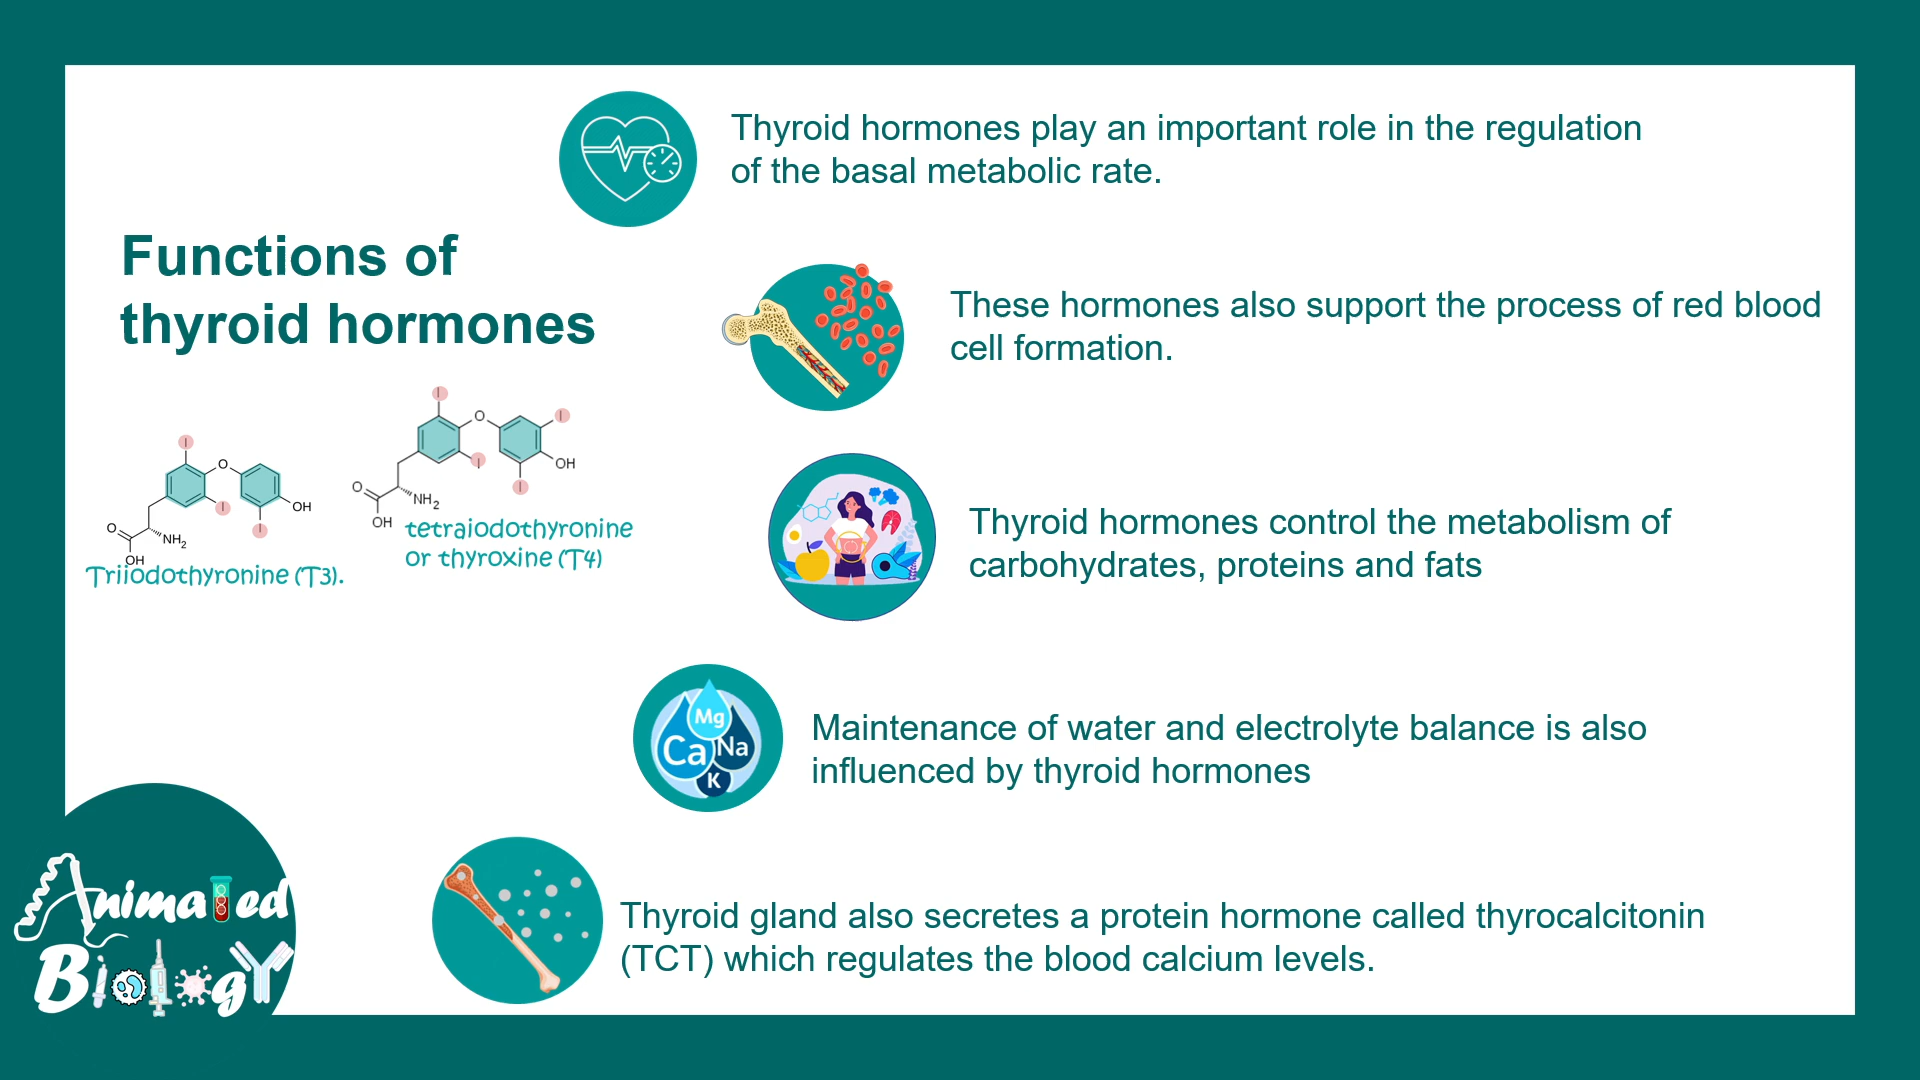 Functions of
thyroid hormones
I
O
I
I
OH
O
NH2
OH
Triiodothyronine (T3).
I
O
I
I
I
OH
O
NH2
OH
tetraiodothyronine
or thyroxine (T4)
Thyroid hormones play an important role in the regulation
of the basal metabolic rate.
These hormones also support the process of red blood
cell formation.
Thyroid hormones control the metabolism of
carbohydrates, proteins and fats
Mg
Ca
Na
K
Maintenance of water and electrolyte balance is also
influenced by thyroid hormones
Thyroid gland also secretes a protein hormone called thyrocalcitonin
(TCT) which regulates the blood calcium levels.
Animated
BiologY